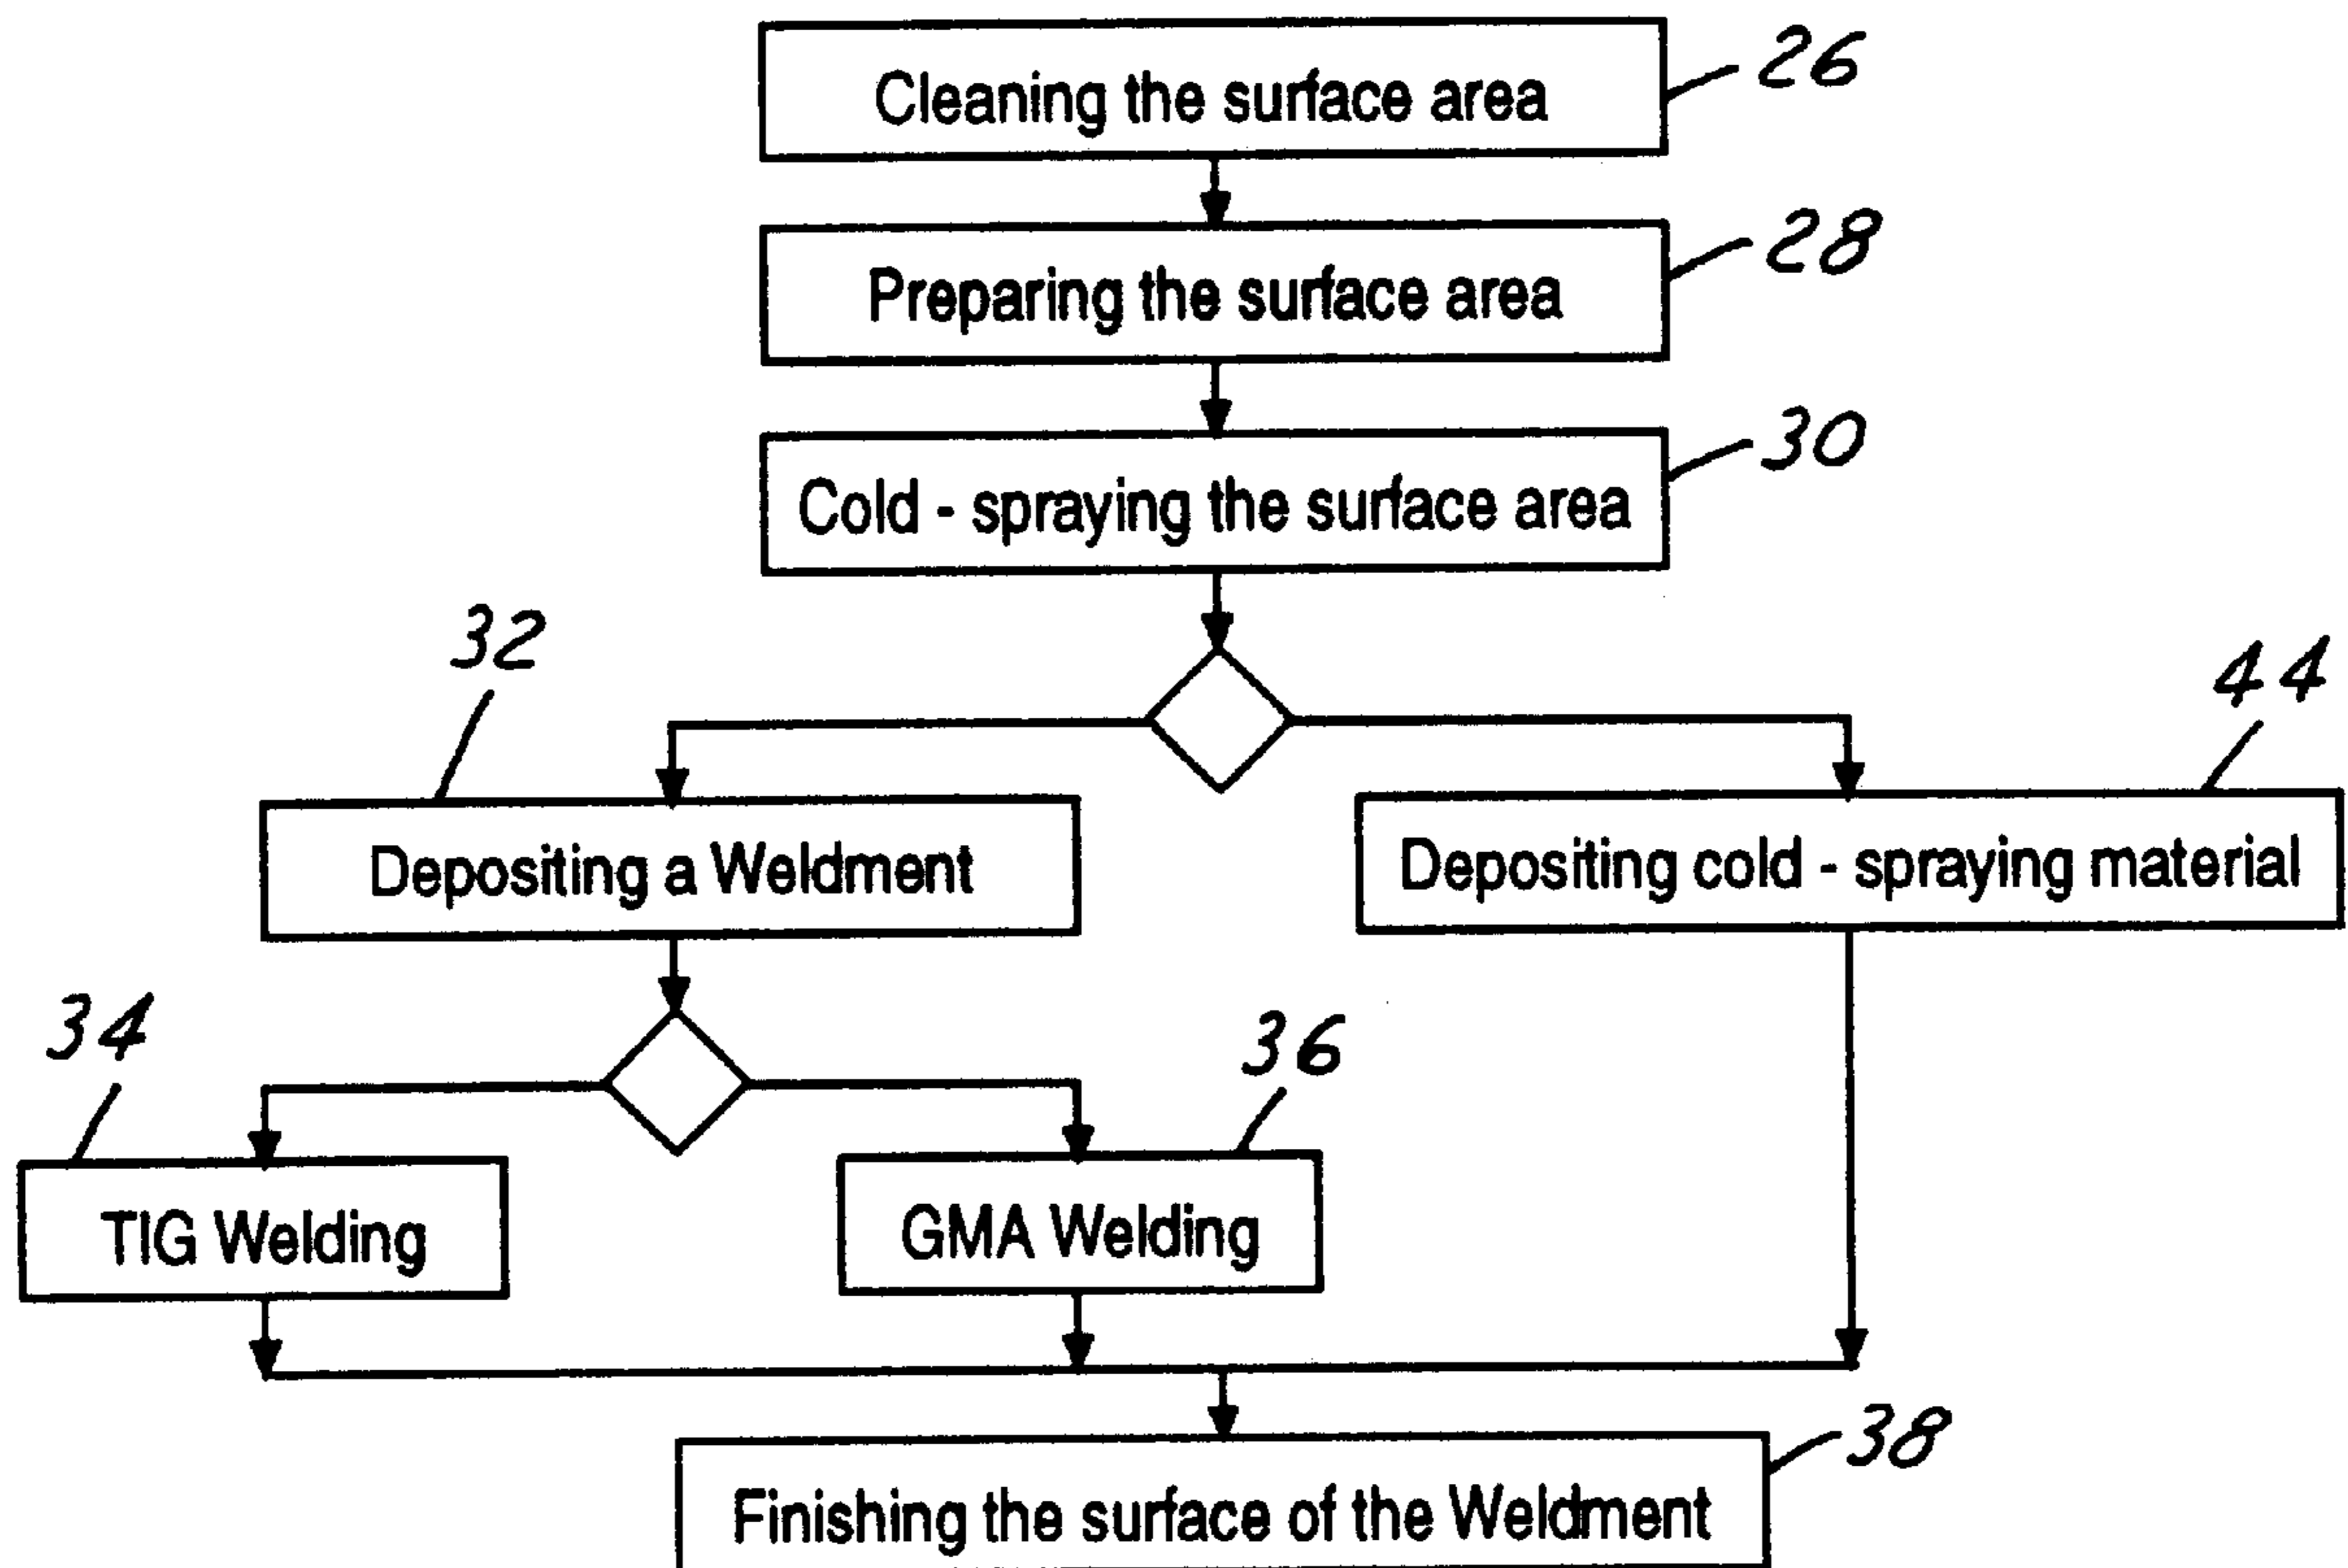 Cleaning the surface area
26
Preparing the surface area
28
Cold - spraying the surface area
30
32
44
Depositing a Weldment
Depositing cold - spraying material
34
36
TIG Welding
GMA Welding
38
Finishing the surface of the Weldment